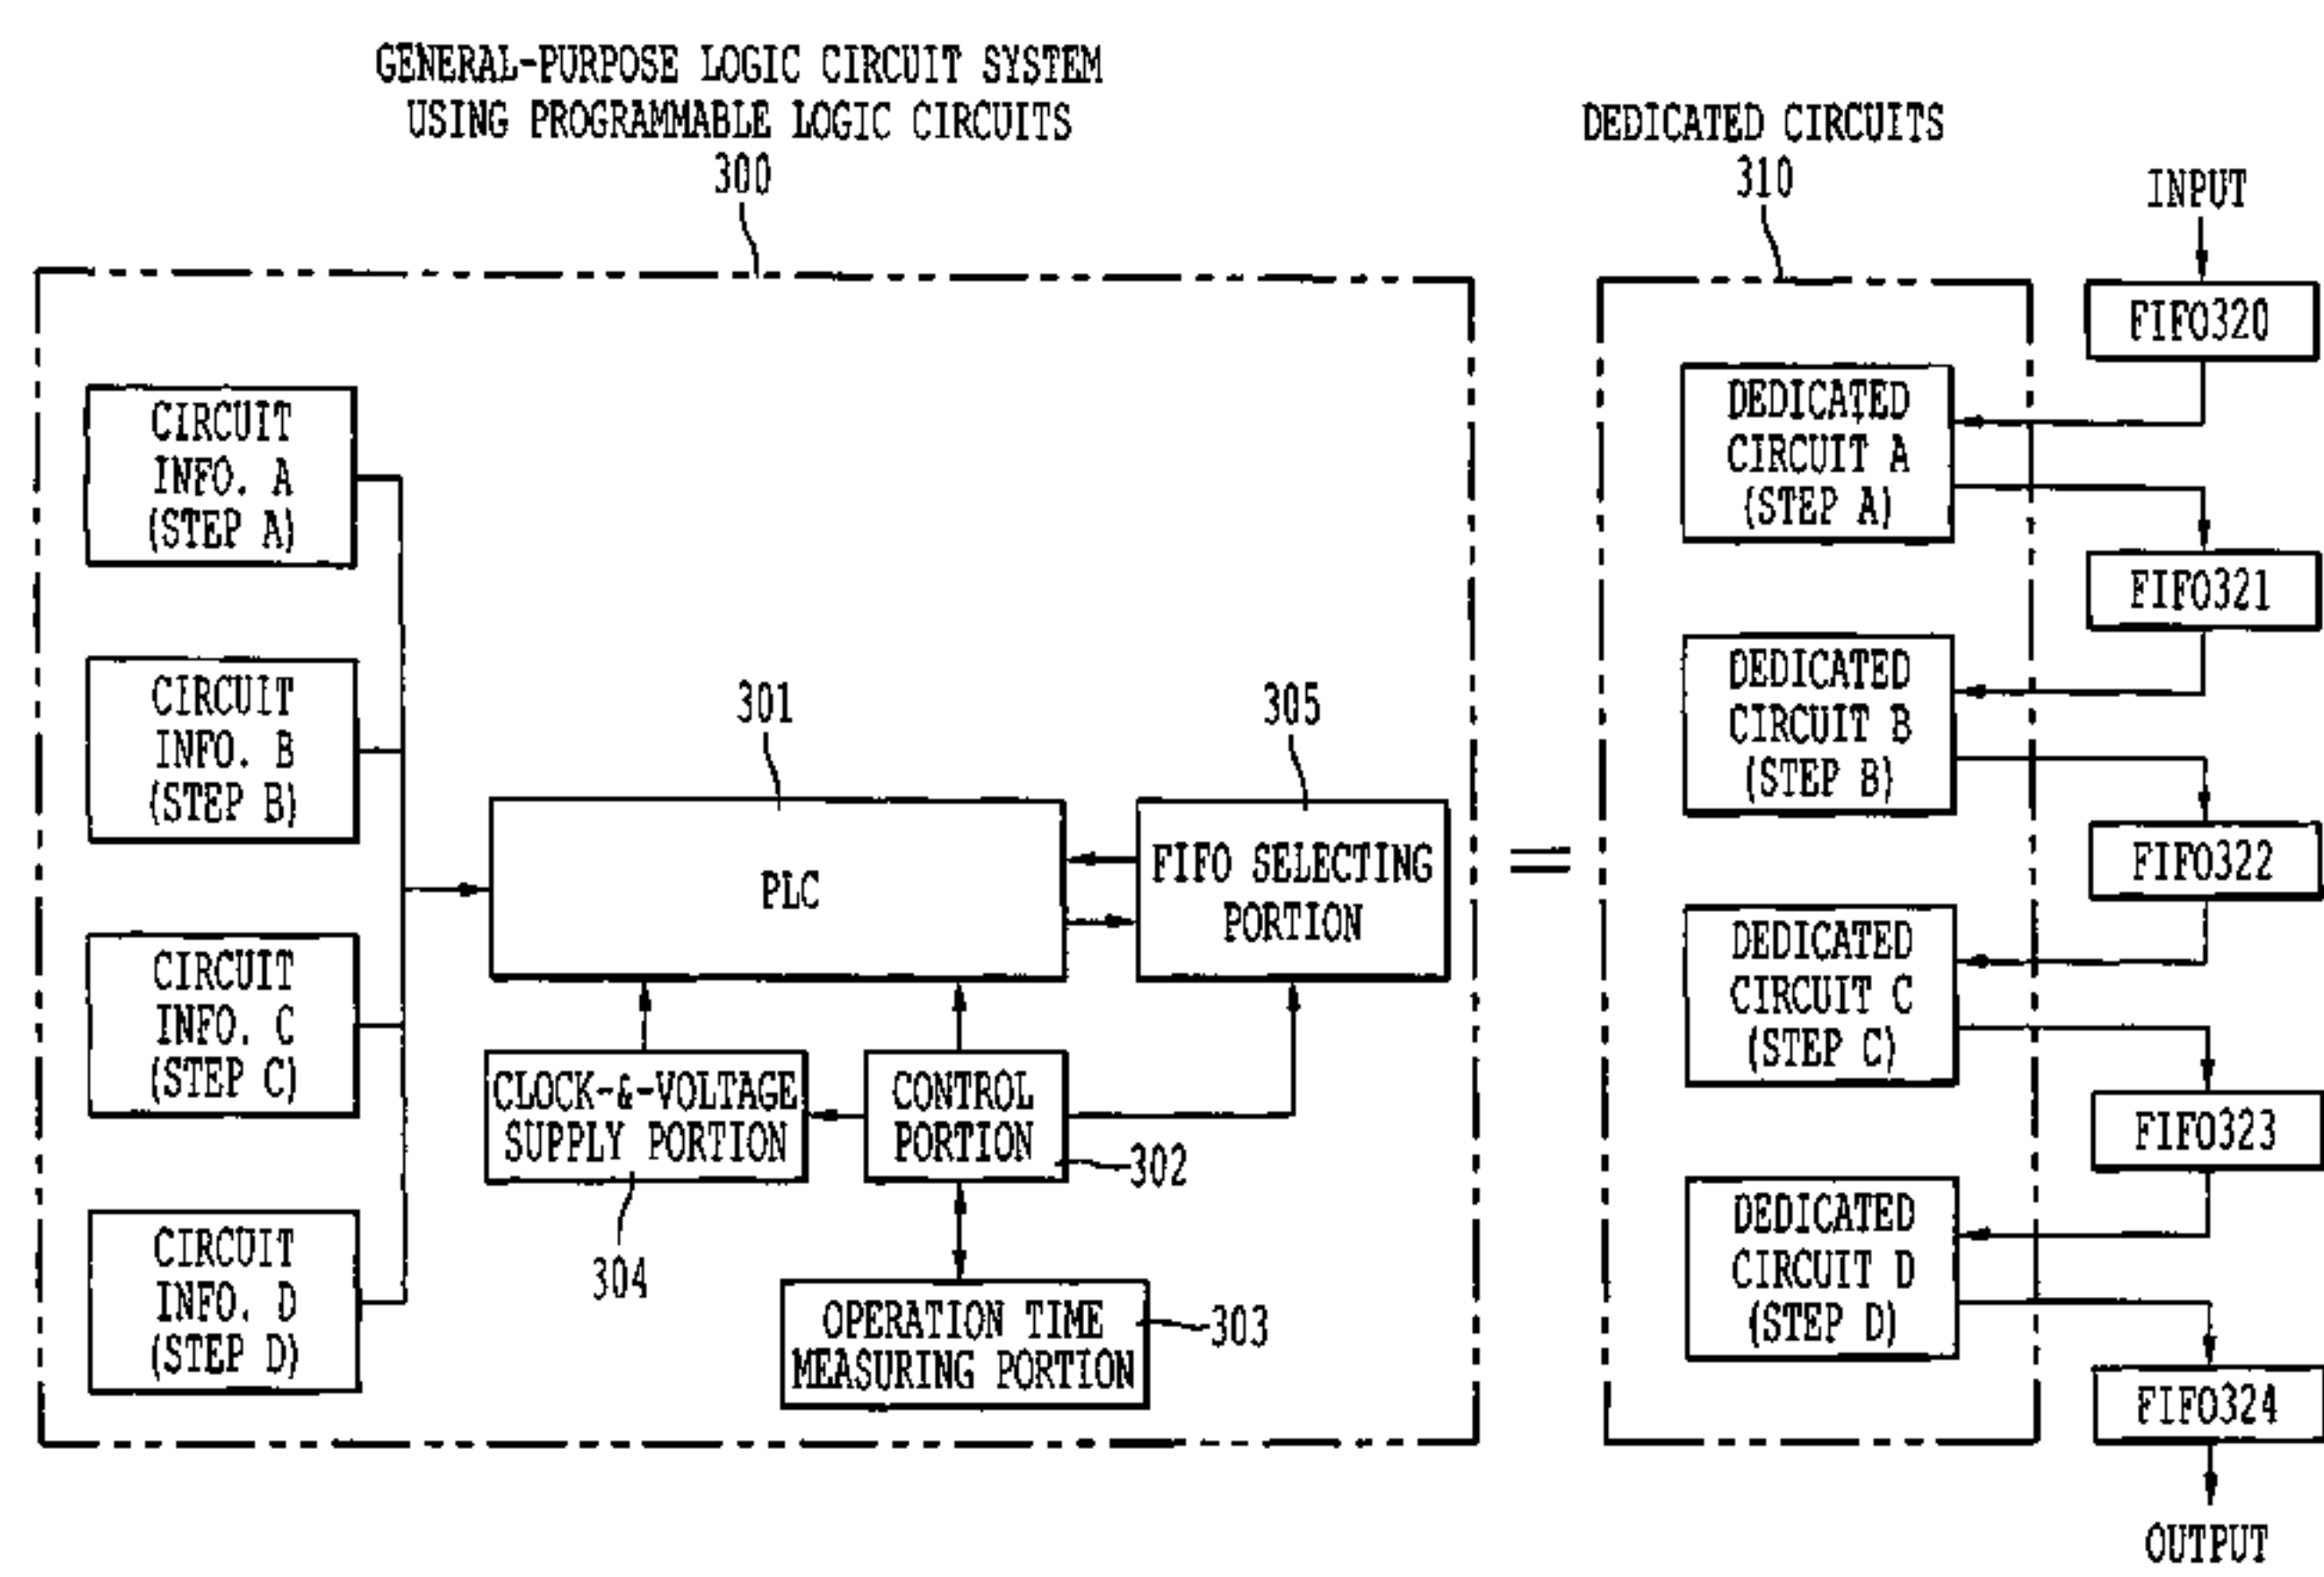 GENERAL-PURPOSE LOGIC CIRCUIT SYSTEM
USING PROGRAMMABLE LOGIC CIRCUITS
300
CIRCUIT
INFO. A
(STEP A)
CIRCUIT
INFO. B
(STEP B)
CIRCUIT
INFO. C
(STEP C)
CIRCUIT
INFO. D
(STEP D)
301
PLC
305
FIFO SELECTING
PORTION
CLOCK-&-VOLTAGE
SUPPLY PORTION
304
CONTROL
PORTION
302
OPERATION TIME
MEASURING PORTION
303
=
DEDICATED CIRCUITS
310
DEDICATED
CIRCUIT A
(STEP A)
DEDICATED
CIRCUIT B
(STEP B)
DEDICATED
CIRCUIT C
(STEP C)
DEDICATED
CIRCUIT D
(STEP D)
INPUT
FIFO320
FIFO321
FIFO322
FIFO323
FIFO324
OUTPUT